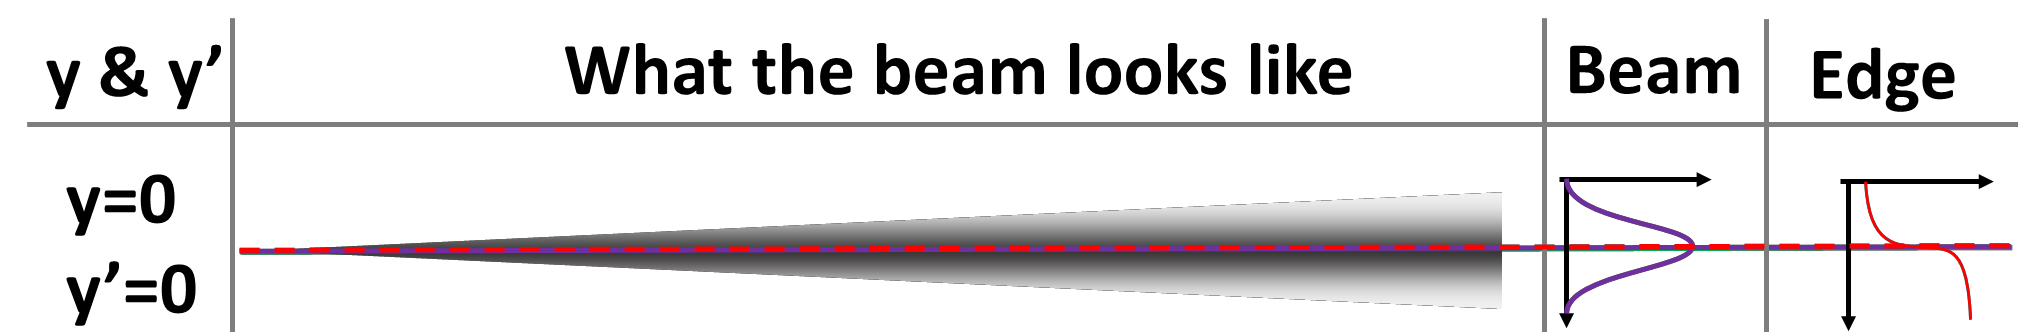 y & y’
What the beam looks like
Beam
Edge
y=0
y’=0